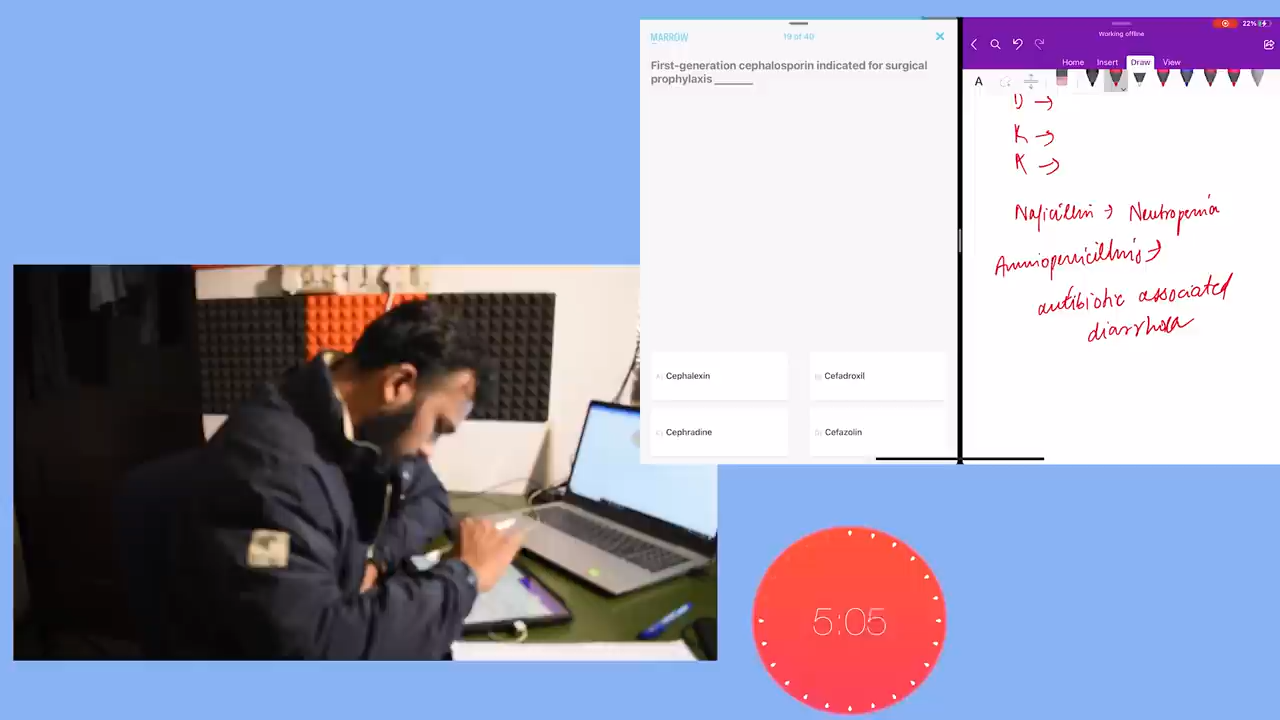 MARROW
19 of 40
First-generation cephalosporin indicated for surgical
prophylaxis ______
A) Cephalexin
B) Cefadroxil
C) Cephradine
D) Cefazolin
22%
Working offline
Home Insert Draw View
A
D →
K →
K →
Naficillin → Neutropenia
Aminopenicillins →
antibiotic associated
diarrhoea
5:05